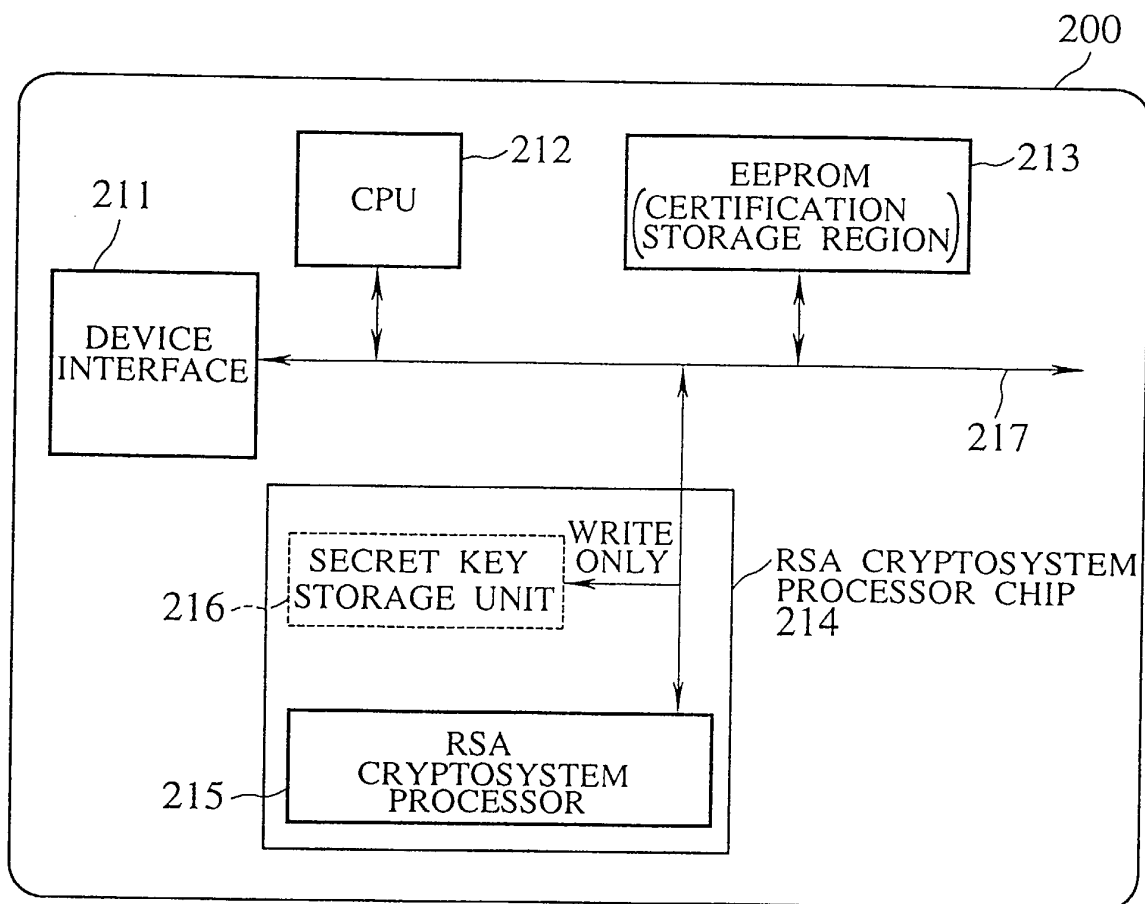 200
212
CPU
213
EEPROM
(CERTIFICATION
STORAGE REGION)
211
DEVICE
INTERFACE
217
WRITE
ONLY
SECRET KEY
STORAGE UNIT
216
RSA CRYPTOSYSTEM
PROCESSOR CHIP
214
RSA
CRYPTOSYSTEM
PROCESSOR
215